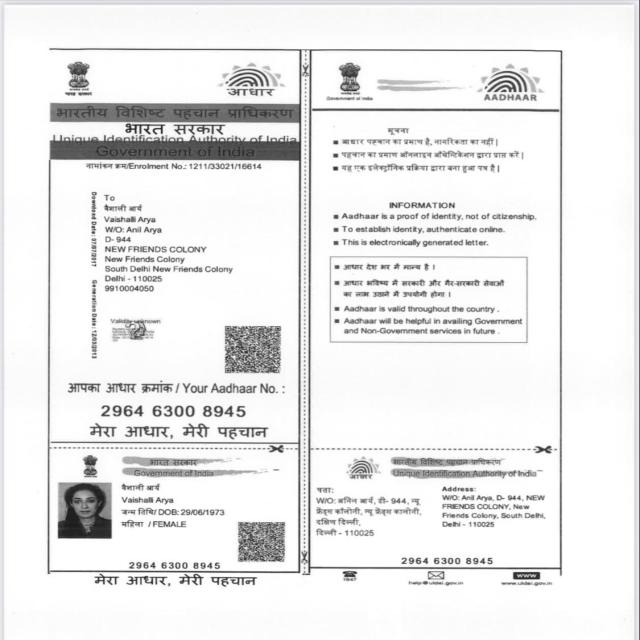 आधार
भारतीय विशिष्ट पहचान प्राधिकरण
भारत सरकार
Unique Identification Authority of India
Government of India
नामांकन क्रम/Enrolment No.: 1211/33021/16614
Download Date: 07/07/2017
Generation Date: 12/03/2013
To
वैशाली आर्य
Vaishalli Arya
W/O: Anil Arya
D- 944
NEW FRIENDS COLONY
New Friends Colony
South Delhi New Friends Colony
Delhi - 110025
9910004050
Validity unknown
आपका आधार क्रमांक / Your Aadhaar No. :
2964 6300 8945
मेरा आधार, मेरी पहचान
भारत सरकार
Government of India
वैशाली आर्य
Vaishalli Arya
जन्म तिथि/ DOB: 29/06/1973
महिला / FEMALE
2964 6300 8945
मेरा आधार, मेरी पहचान
Government of India
AADHAAR
सूचना
■ आधार पहचान का प्रमाण है, नागरिकता का नहीं |
■ पहचान का प्रमाण ऑनलाइन ऑथेन्टिकेशन द्वारा प्राप्त करें |
■ यह एक इलेक्ट्रॉनिक प्रक्रिया द्वारा बना हुआ पत्र है |
INFORMATION
■ Aadhaar is a proof of identity, not of citizenship.
■ To establish identity, authenticate online.
■ This is electronically generated letter.
■ आधार देश भर में मान्य है ।
■ आधार भविष्य में सरकारी और गैर-सरकारी सेवाओं
का लाभ उठाने में उपयोगी होगा ।
■ Aadhaar is valid throughout the country .
■ Aadhaar will be helpful in availing Government
and Non-Government services in future .
आधार
भारतीय विशिष्ट पहचान प्राधिकरण
Unique Identification Authority of India
पता:
W/O: अनिल आर्य, डी- 944, न्यू
फ्रेंड्स कॉलोनी, न्यू फ्रेंड्स कालोनी,
दक्षिण दिल्ली,
दिल्ली - 110025
Address:
W/O: Anil Arya, D- 944, NEW
FRIENDS COLONY, New
Friends Colony, South Delhi,
Delhi - 110025
2964 6300 8945
1947
help@uidai.gov.in
www
www.uidai.gov.in